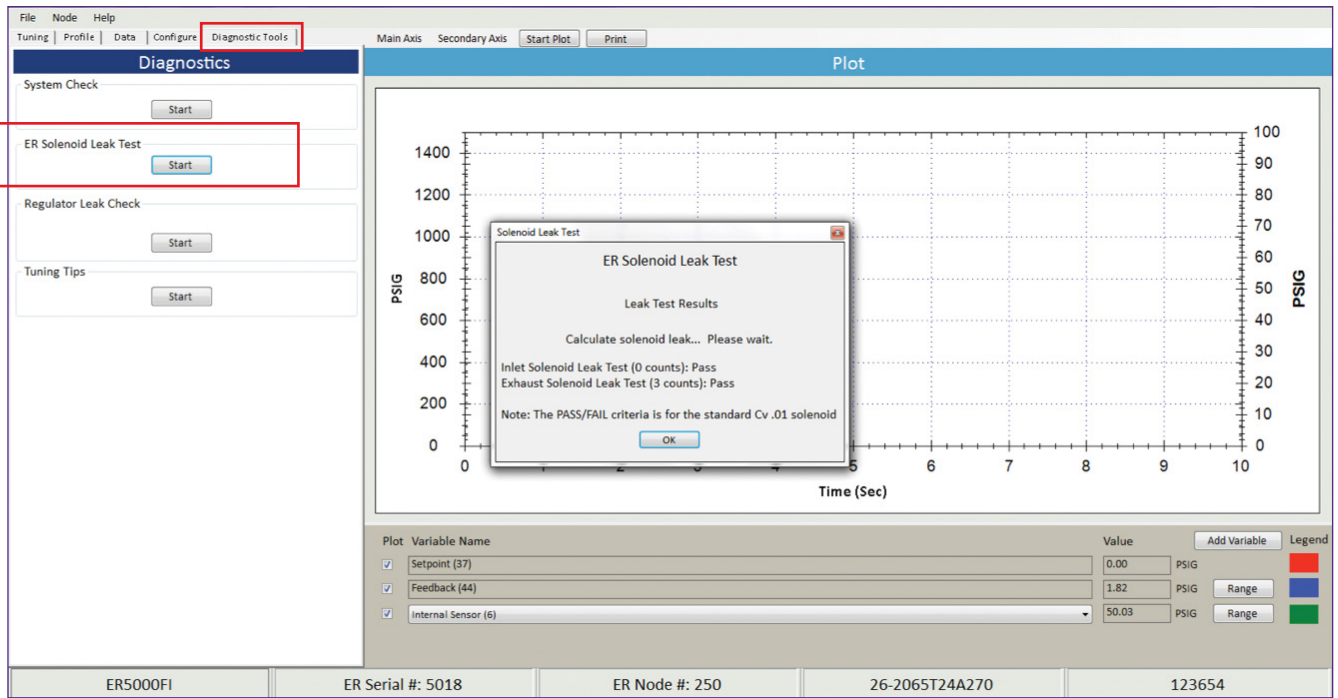 File Node Help
Tuning Profile Data Configure Diagnostic Tools
Main Axis Secondary Axis Start Plot Print
Diagnostics
Plot
System Check
Start
ER Solenoid Leak Test
Start
Regulator Leak Check
Start
Tuning Tips
Start
1400
1200
1000
800
600
400
200
0
PSIG
100
90
80
70
60
50
40
30
20
10
0
PSIG
0 1 2 3 4 5 6 7 8 9 10
Time (Sec)
Solenoid Leak Test
ER Solenoid Leak Test
Leak Test Results
Calculate solenoid leak... Please wait.
Inlet Solenoid Leak Test (0 counts): Pass
Exhaust Solenoid Leak Test (3 counts): Pass
Note: The PASS/FAIL criteria is for the standard Cv .01 solenoid
OK
Plot Variable Name Value Add Variable Legend
Setpoint (37) 0.00 PSIG
Feedback (44) 1.82 PSIG Range
Internal Sensor (6) 50.03 PSIG Range
ER5000FI ER Serial #: 5018 ER Node #: 250 26-2065T24A270 123654